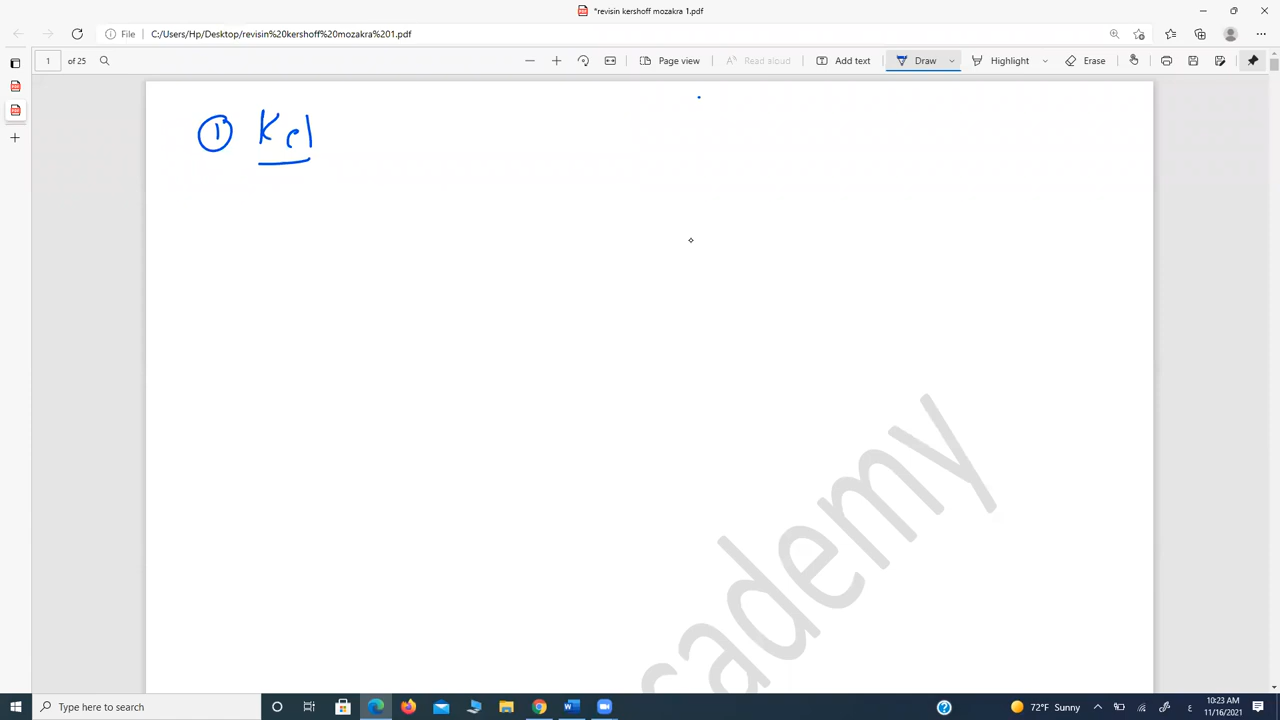 *revisin kershoff mozakra 1.pdf
File C:/Users/Hp/Desktop/revisin%20kershoff%20mozakra%201.pdf
1 of 25 Page view Read aloud Add text Draw Highlight Erase
① Kcl
cademy
Type here to search
72°F Sunny
10:23 AM
11/16/2021